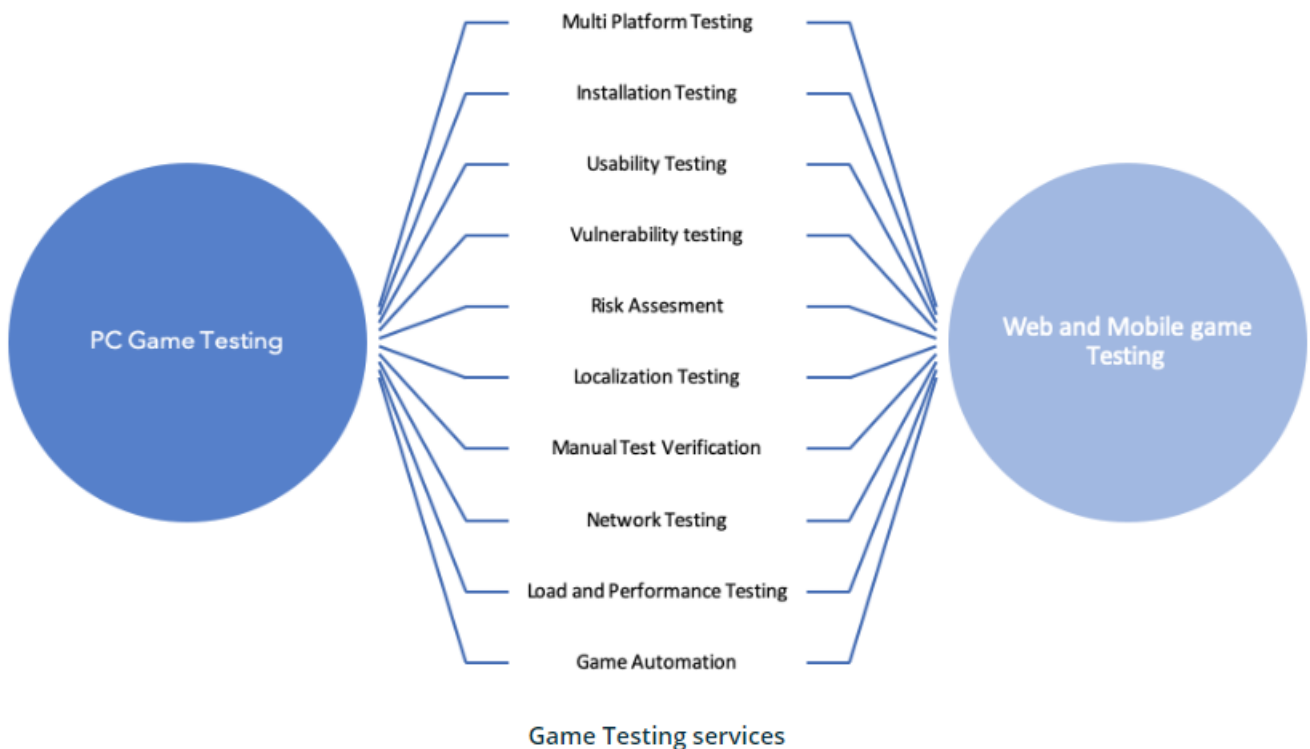 Multi Platform Testing
Installation Testing
Usability Testing
Vulnerability testing
Risk Assesment
PC Game Testing
Web and Mobile game
Testing
Localization Testing
Manual Test Verification
Network Testing
Load and Performance Testing
Game Automation
Game Testing services